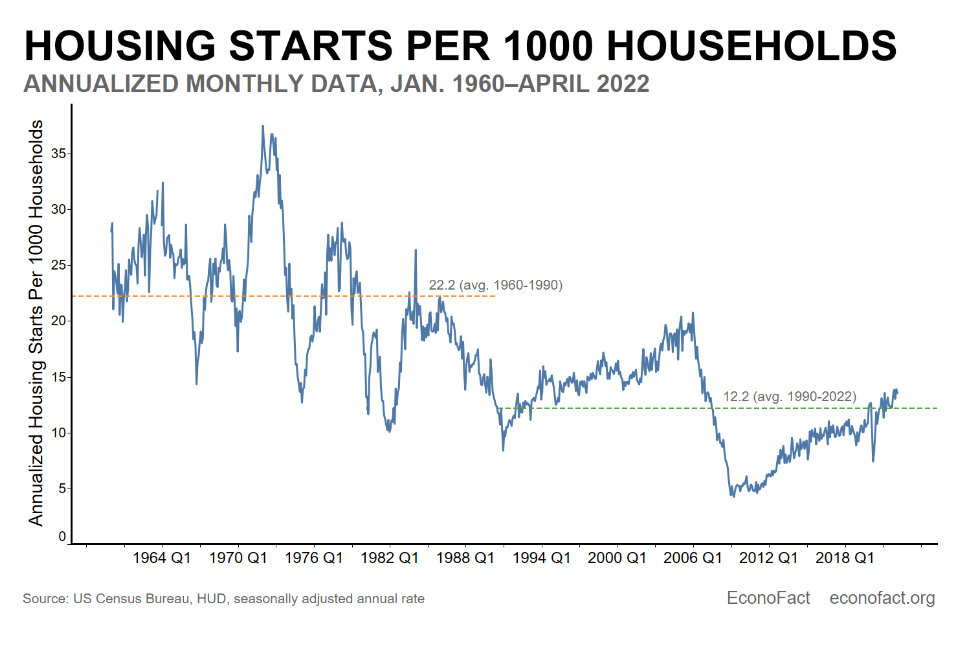 HOUSING STARTS PER 1000 HOUSEHOLDS
ANNUALIZED MONTHLY DATA, JAN. 1960–APRIL 2022
Annualized Housing Starts Per 1000 Households
35
30
25
22.2 (avg. 1960-1990)
20
15
12.2 (avg. 1990-2022)
10
5
0
1964 Q1 1970 Q1 1976 Q1 1982 Q1 1988 Q1 1994 Q1 2000 Q1 2006 Q1 2012 Q1 2018 Q1
Source: US Census Bureau, HUD, seasonally adjusted annual rate
EconoFact econofact.org